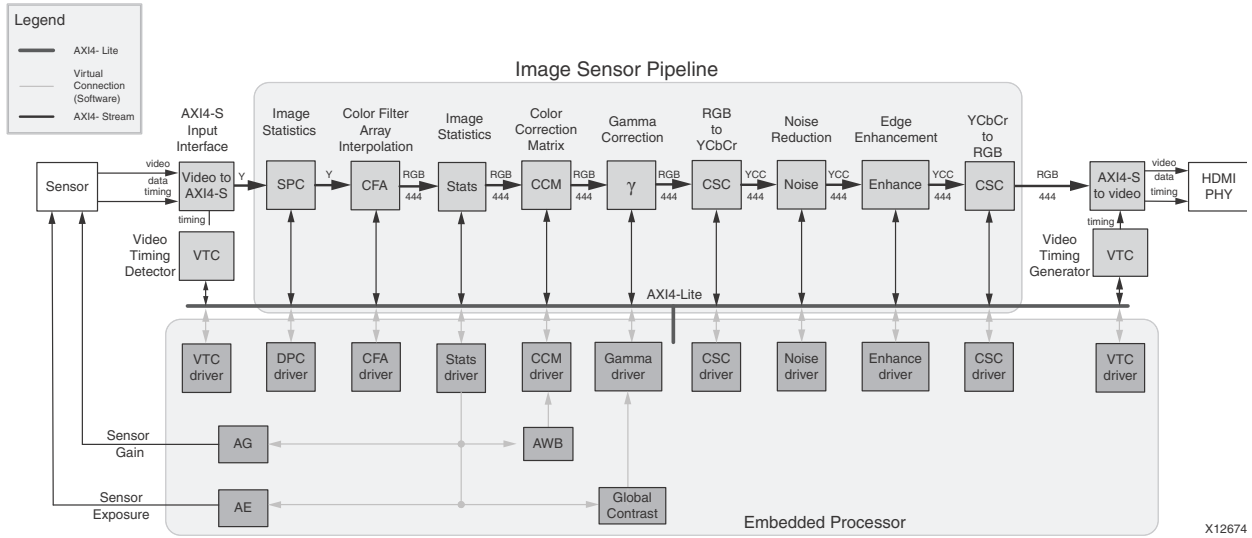 Legend
AXI4- Lite
Virtual
Connection
(Software)
AXI4- Stream
Image Sensor Pipeline
AXI4-S
Input
Interface
Image
Statistics
Color Filter
Array
Interpolation
Image
Statistics
Color
Correction
Matrix
Gamma
Correction
RGB
to
YCbCr
Noise
Reduction
Edge
Enhancement
YCbCr
to
RGB
Sensor
video
data
timing
Video to
AXI4-S
Y
SPC
Y
CFA
RGB
444
Stats
RGB
444
CCM
RGB
444
γ
RGB
444
CSC
YCC
444
Noise
YCC
444
Enhance
YCC
444
CSC
RGB
444
AXI4-S
to video
video
data
timing
HDMI
PHY
timing
Video
Timing
Detector
VTC
timing
Video
Timing
Generator
VTC
AXI4-Lite
VTC
driver
DPC
driver
CFA
driver
Stats
driver
CCM
driver
Gamma
driver
CSC
driver
Noise
driver
Enhance
driver
CSC
driver
VTC
driver
Sensor
Gain
AG
AWB
Sensor
Exposure
AE
Global
Contrast
Embedded Processor
X12674